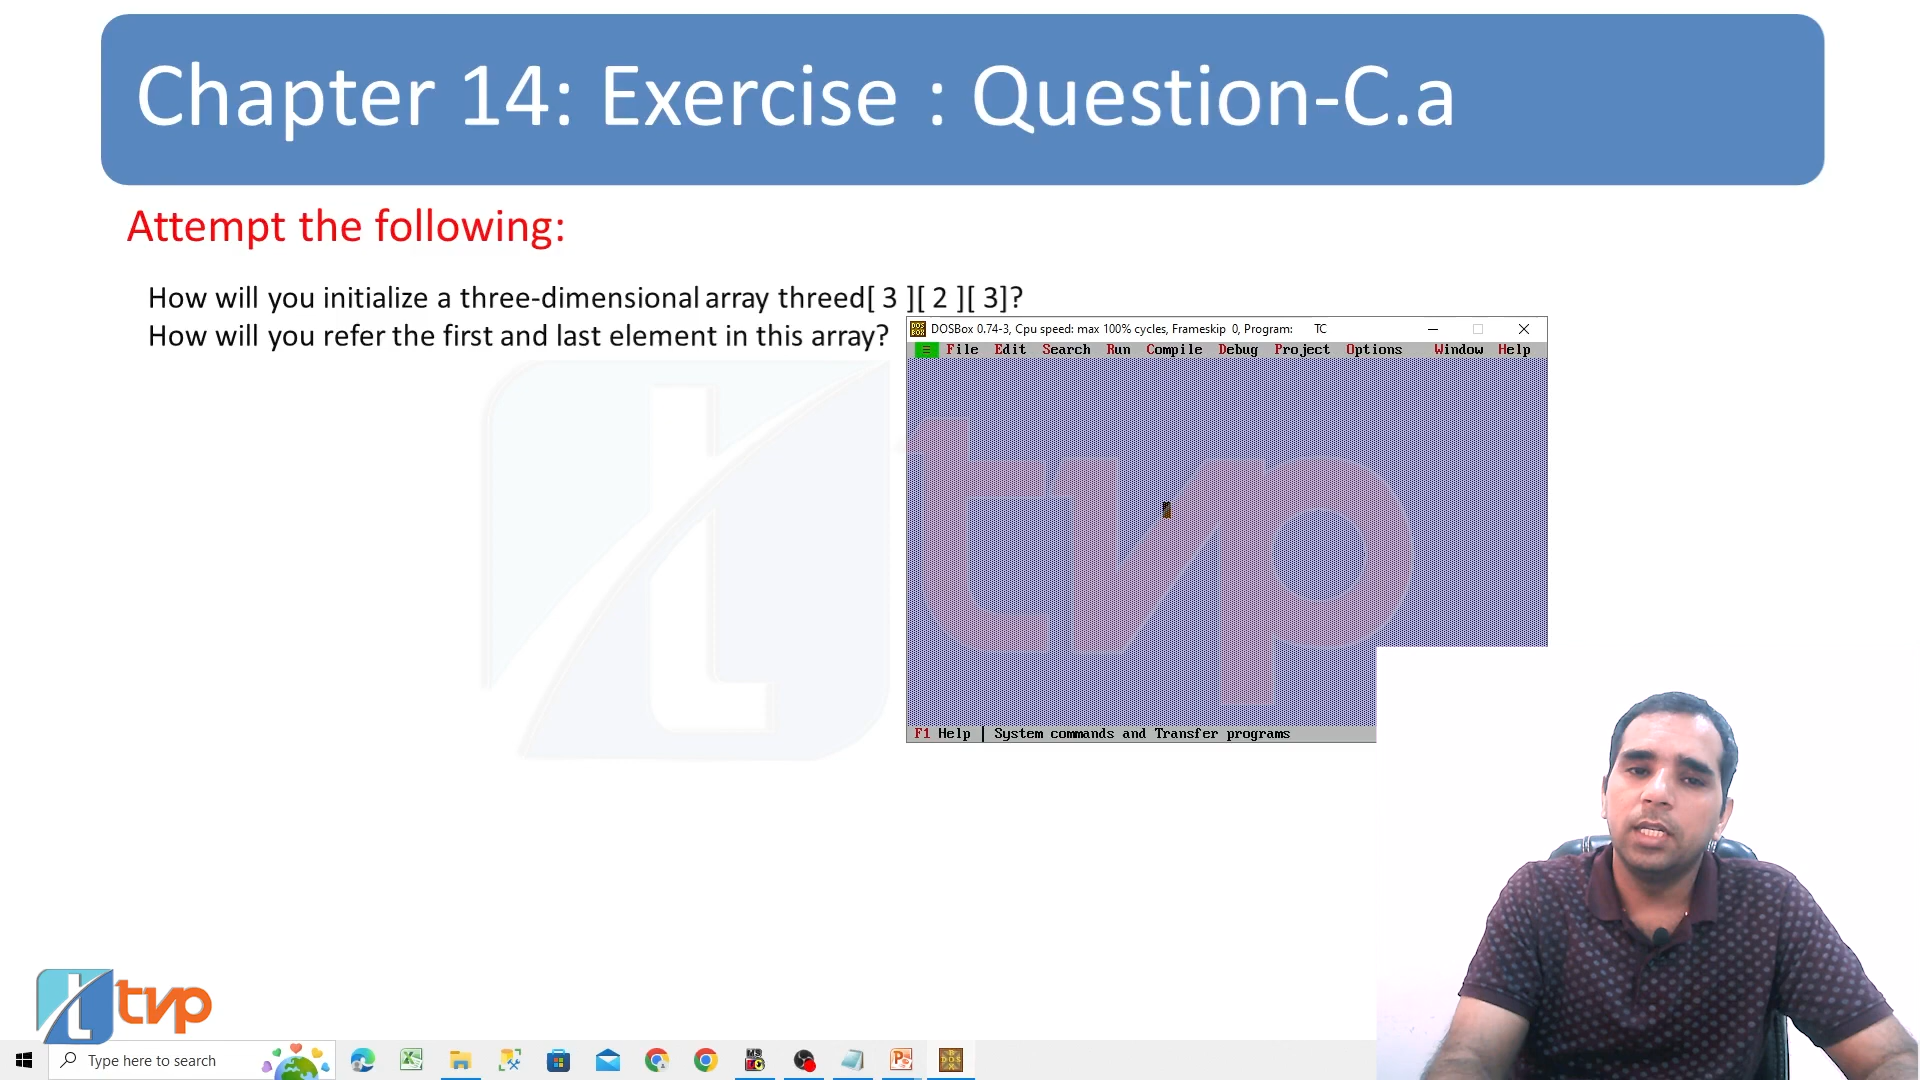 Chapter 14: Exercise : Question-C.a
Attempt the following:
How will you initialize a three-dimensional array threed[ 3 ][ 2 ][ 3]?
How will you refer the first and last element in this array?
DOSBox 0.74-3, Cpu speed: max 100% cycles, Frameskip 0, Program: TC
File Edit Search Run Compile Debug Project Options Window Help
tvp
F1 Help | System commands and Transfer programs
tvp
Type here to search